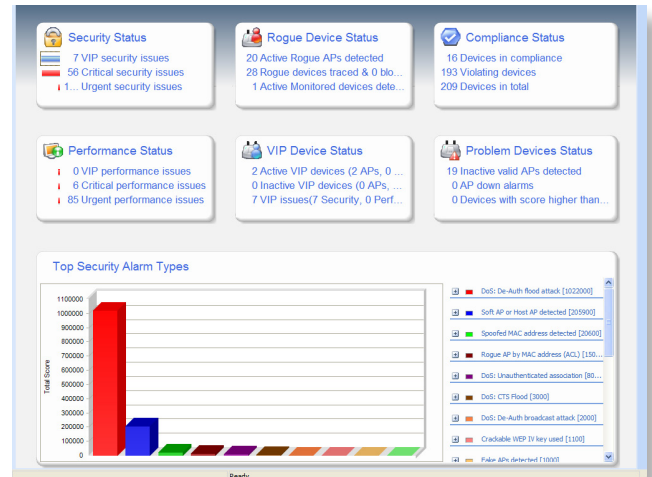 Security Status
7 VIP security issues
56 Critical security issues
1... Urgent security issues
Rogue Device Status
20 Active Rogue APs detected
28 Rogue devices traced & 0 blo...
1 Active Monitored devices dete...
Compliance Status
16 Devices in compliance
193 Violating devices
209 Devices in total
Performance Status
0 VIP performance issues
6 Critical performance issues
85 Urgent performance issues
VIP Device Status
2 Active VIP devices (2 APs, 0 ...
0 Inactive VIP devices (0 APs, ...
7 VIP issues(7 Security, 0 Perf...
Problem Devices Status
19 Inactive valid APs detected
0 AP down alarms
0 Devices with score higher than...
Top Security Alarm Types
Total Score
1100000
1000000
900000
800000
700000
600000
500000
400000
300000
200000
100000
0
DoS: De-Auth flood attack [1022000]
Soft AP or Host AP detected [205900]
Spoofed MAC address detected [20600]
Rogue AP by MAC address (ACL) [150...
DoS: Unauthenticated association [80...
DoS: CTS Flood [3000]
DoS: De-Auth broadcast attack [2000]
Crackable WEP IV key used [1100]
Fake APs detected [1000]
Ready